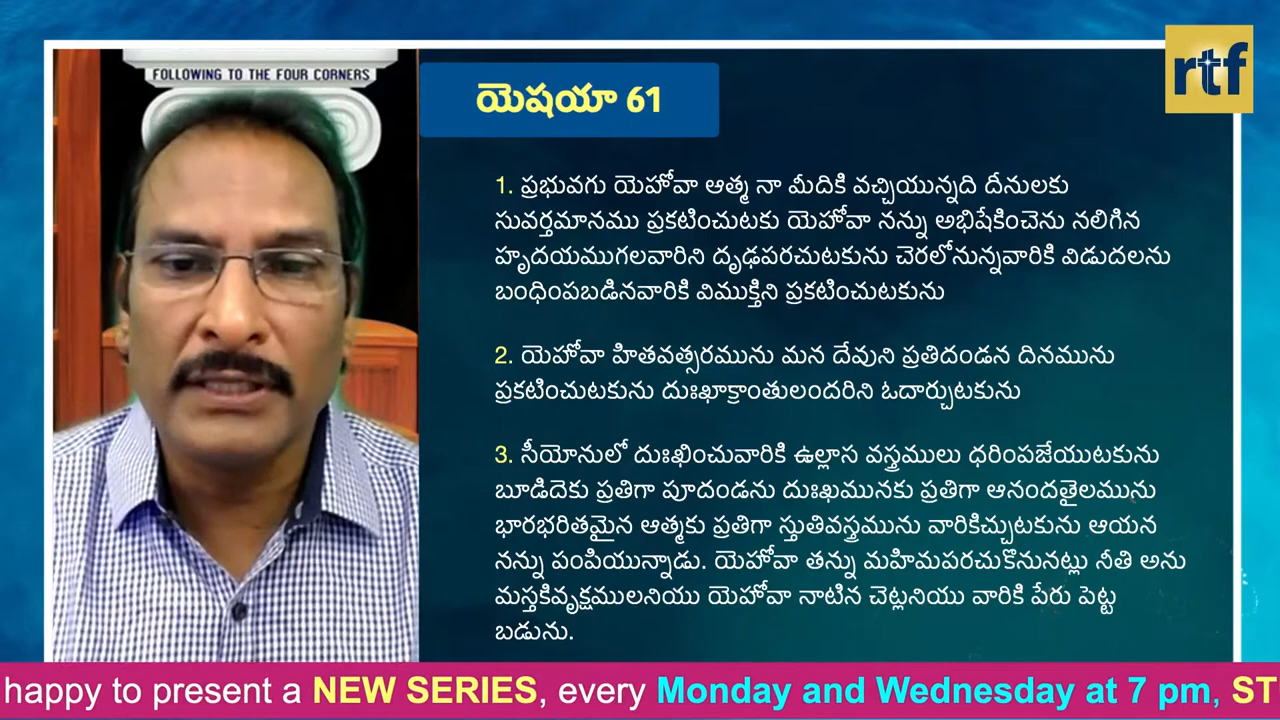 FOLLOWING TO THE FOUR CORNERS
rtf
యెషయా 61
1. ప్రభువగు యెహోవా ఆత్మ నా మీదికి వచ్చియున్నది దీనులకు
సువర్తమానము ప్రకటించుటకు యెహోవా నన్ను అభిషేకించెను నలిగిన
హృదయముగలవారిని దృఢపరచుటకును చెరలోనున్నవారికి విడుదలను
బంధింపబడినవారికి విముక్తిని ప్రకటించుటకును
2. యెహోవా హితవత్సరమును మన దేవుని ప్రతిదండన దినమును
ప్రకటించుటకును దుఃఖాక్రాంతులందరిని ఓదార్చుటకును
3. సీయోనులో దుఃఖించువారికి ఉల్లాస వస్త్రములు ధరింపజేయుటకును
బూడిదెకు ప్రతిగా పూదండను దుఃఖమునకు ప్రతిగా ఆనందతైలమును
భారభరితమైన ఆత్మకు ప్రతిగా స్తుతివస్త్రమును వారికిచ్చుటకును ఆయన
నన్ను పంపియున్నాడు. యెహోవా తన్ను మహిమపరచుకొనునట్లు నీతి అను
మస్తకివృక్షములనియు యెహోవా నాటిన చెట్లనియు వారికి పేరు పెట్ట
బడును.
happy to present a NEW SERIES, every Monday and Wednesday at 7 pm, ST